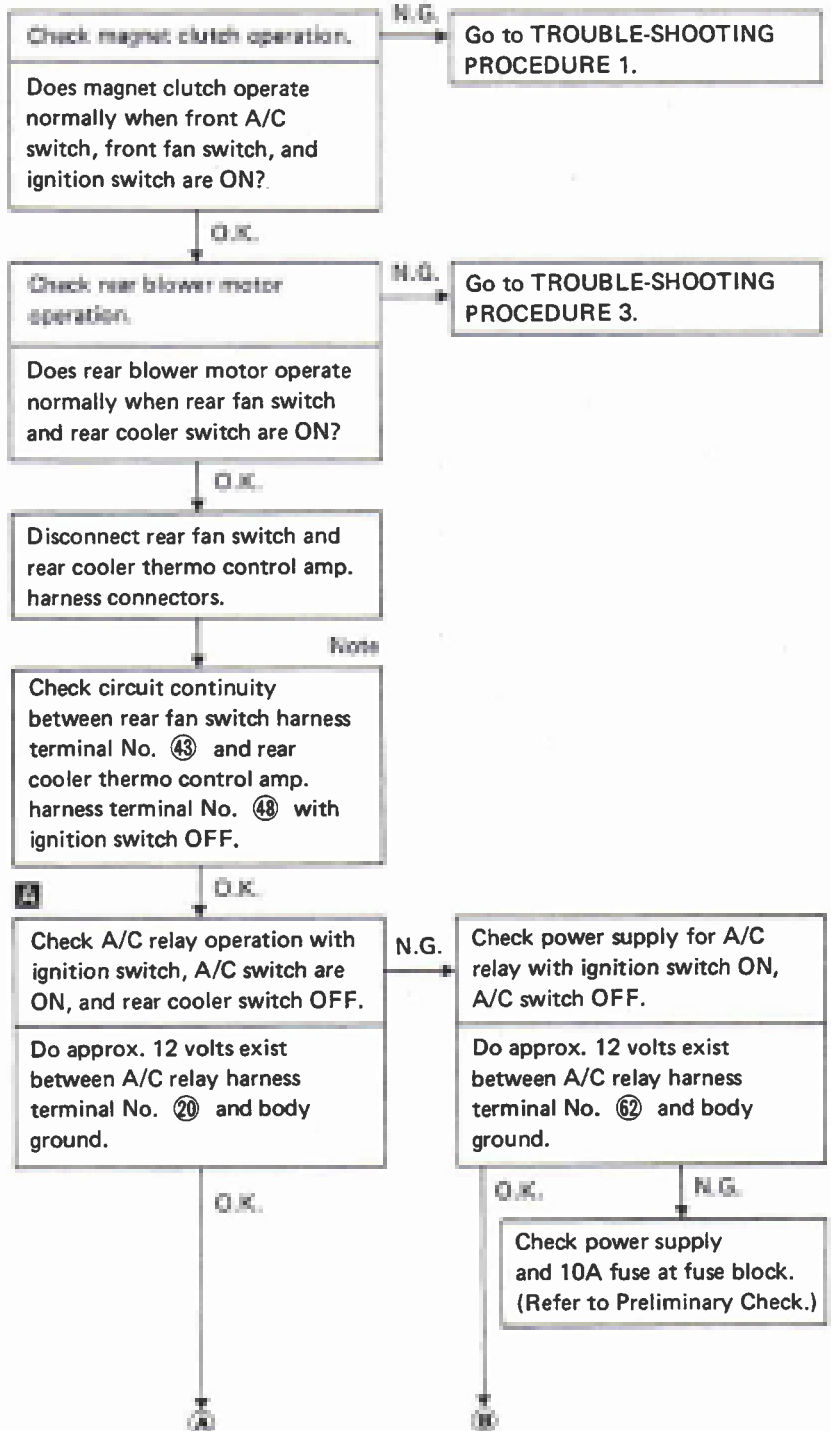 Check magnet clutch operation.
N.G.
Go to TROUBLE-SHOOTING
PROCEDURE 1.
Does magnet clutch operate
normally when front A/C
switch, front fan switch, and
ignition switch are ON?
O.K.
Check rear blower motor
operation.
N.G.
Go to TROUBLE-SHOOTING
PROCEDURE 3.
Does rear blower motor operate
normally when rear fan switch
and rear cooler switch are ON?
O.K.
Disconnect rear fan switch and
rear cooler thermo control amp.
harness connectors.
Note
Check circuit continuity
between rear fan switch harness
terminal No. ㊸ and rear
cooler thermo control amp.
harness terminal No. ㊽ with
ignition switch OFF.
A
O.K.
Check A/C relay operation with
ignition switch, A/C switch are
ON, and rear cooler switch OFF.
Do approx. 12 volts exist
between A/C relay harness
terminal No. ⑳ and body
ground.
N.G.
Check power supply for A/C
relay with ignition switch ON,
A/C switch OFF.
Do approx. 12 volts exist
between A/C relay harness
terminal No. 62 and body
ground.
O.K.
O.K.
N.G.
Check power supply
and 10A fuse at fuse block.
(Refer to Preliminary Check.)
Ⓐ